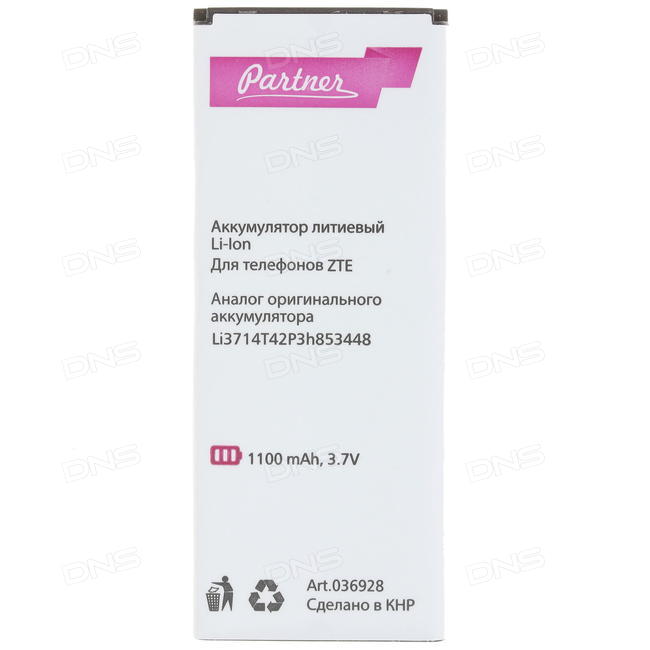 Partner
Аккумулятор литиевый
Li-Ion
Для телефонов ZTE
Аналог оригинального
аккумулятора
Li3714T42P3h853448
1100 mAh, 3.7V
Art.036928
Сделано в КНР
DNS